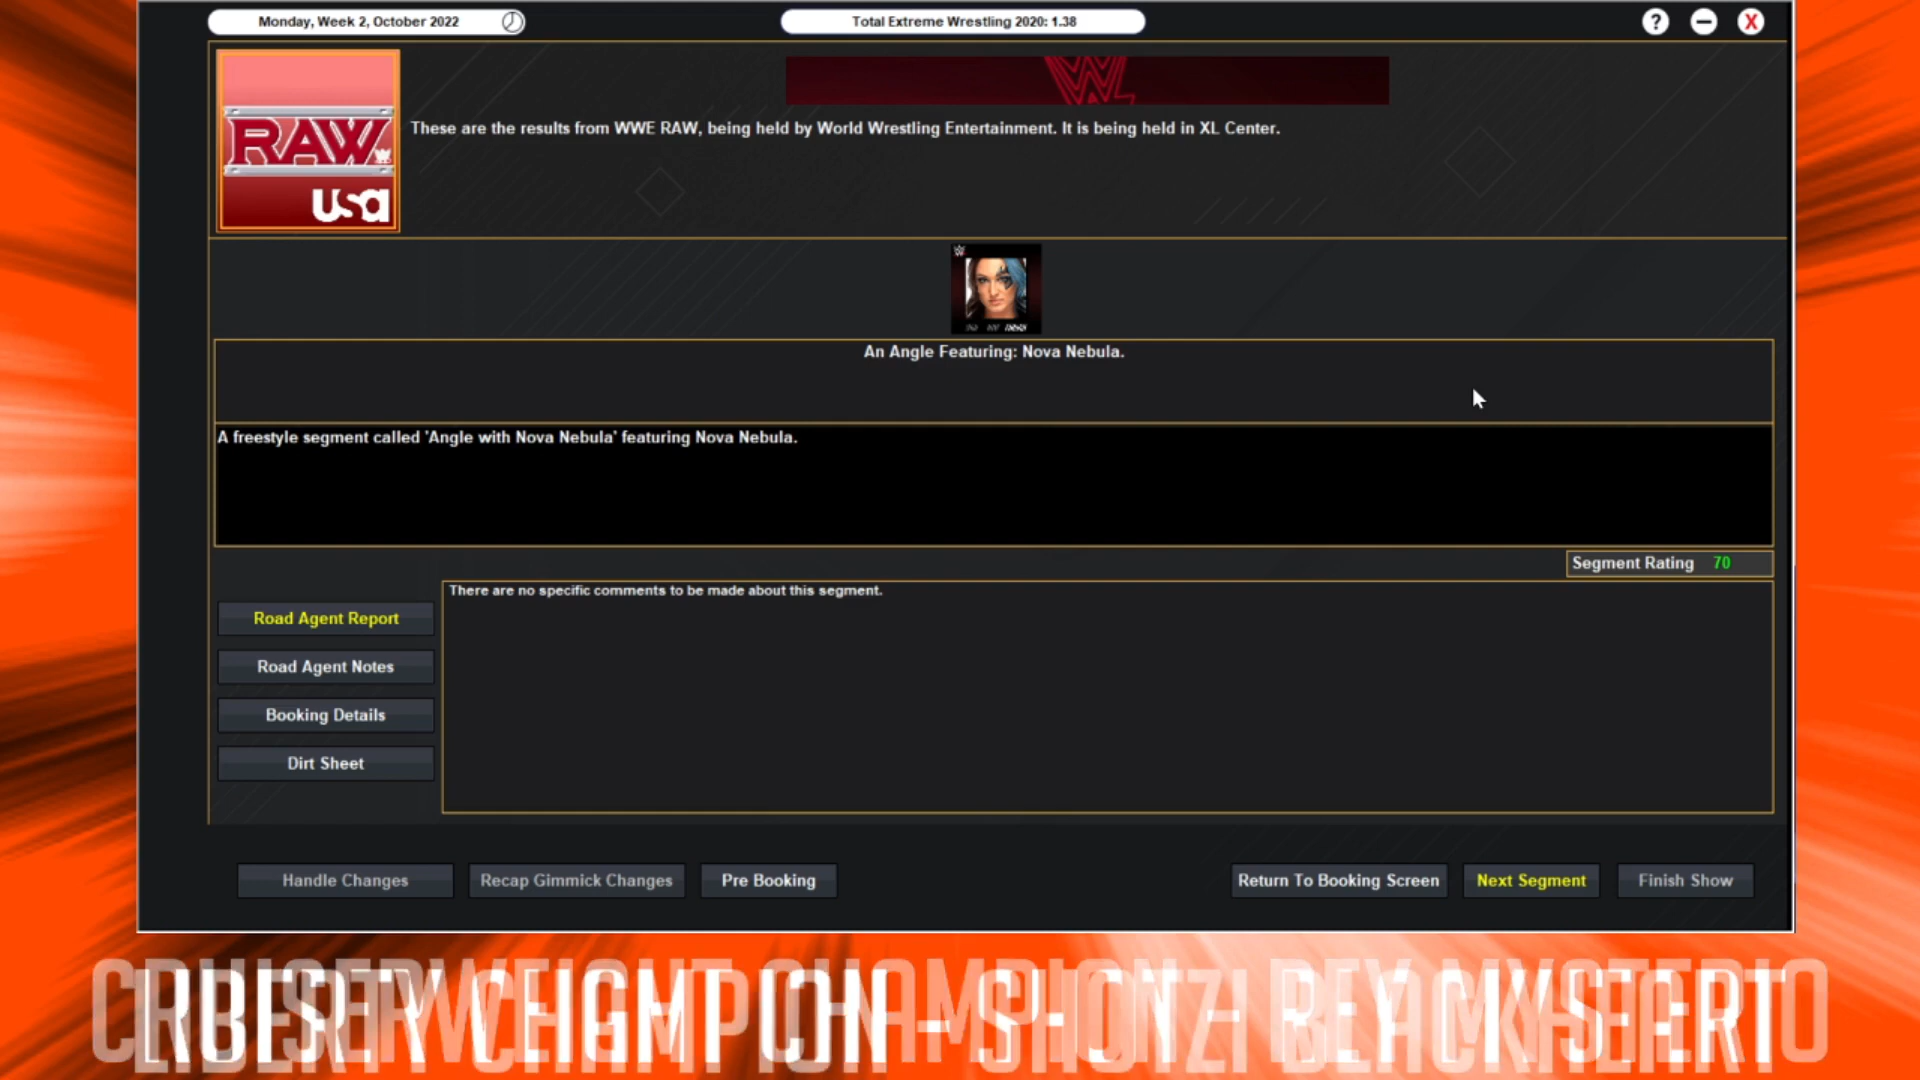 Monday, Week 2, October 2022
Total Extreme Wrestling 2020: 1.38
?
X
RAW
usa
These are the results from WWE RAW, being held by World Wrestling Entertainment. It is being held in XL Center.
An Angle Featuring: Nova Nebula.
A freestyle segment called 'Angle with Nova Nebula' featuring Nova Nebula.
Segment Rating 70
There are no specific comments to be made about this segment.
Road Agent Report
Road Agent Notes
Booking Details
Dirt Sheet
Handle Changes
Recap Gimmick Changes
Pre Booking
Return To Booking Screen
Next Segment
Finish Show
CRUISERWEIGHT CHAMPION - REY MYSTERIO